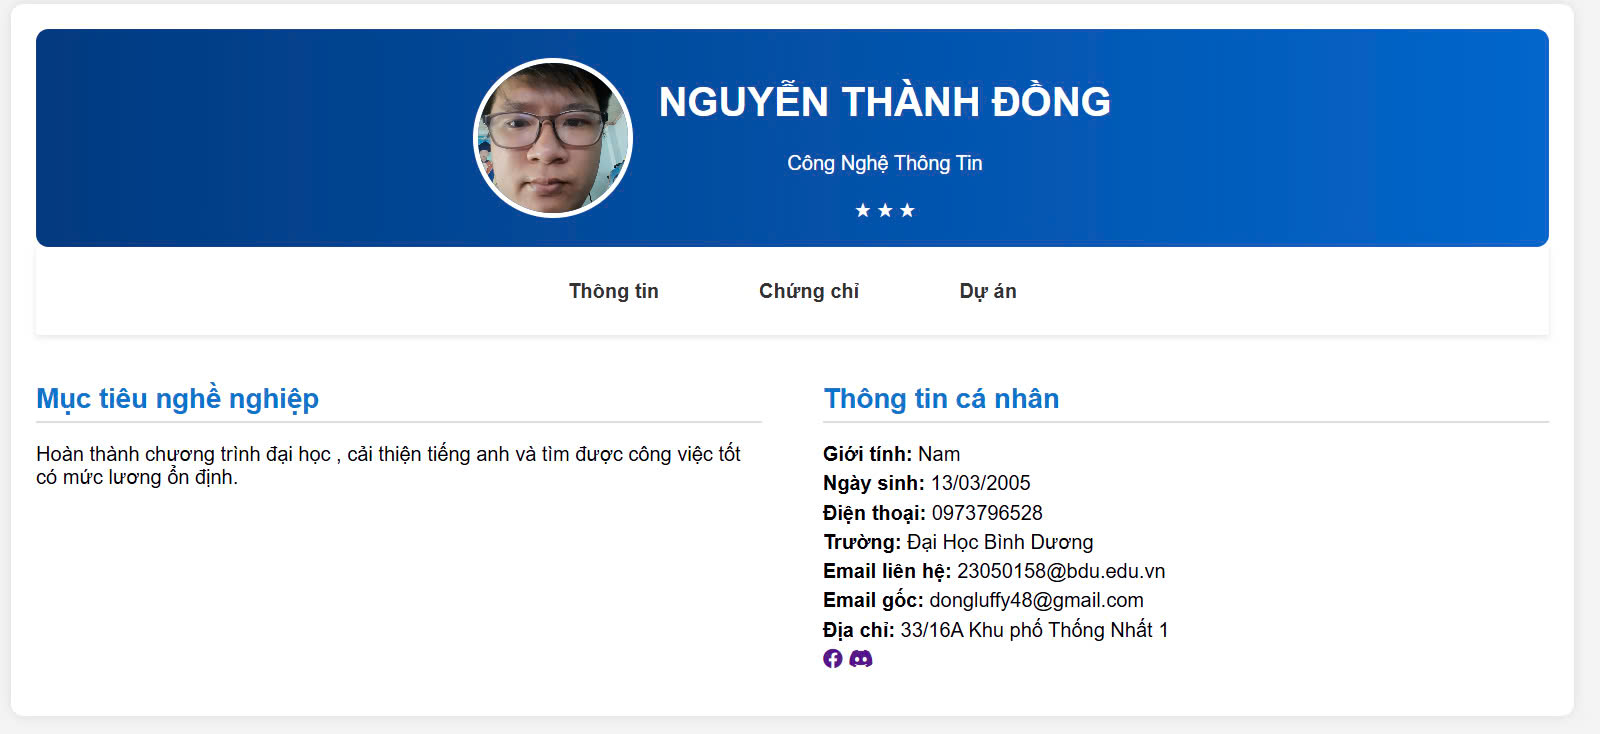 NGUYỄN THÀNH ĐỒNG
Công Nghệ Thông Tin
★ ★ ★
Thông tin
Chứng chỉ
Dự án
Mục tiêu nghề nghiệp
Hoàn thành chương trình đại học , cải thiện tiếng anh và tìm được công việc tốt
có mức lương ổn định.
Thông tin cá nhân
Giới tính: Nam
Ngày sinh: 13/03/2005
Điện thoại: 0973796528
Trường: Đại Học Bình Dương
Email liên hệ: 23050158@bdu.edu.vn
Email gốc: dongluffy48@gmail.com
Địa chỉ: 33/16A Khu phố Thống Nhất 1